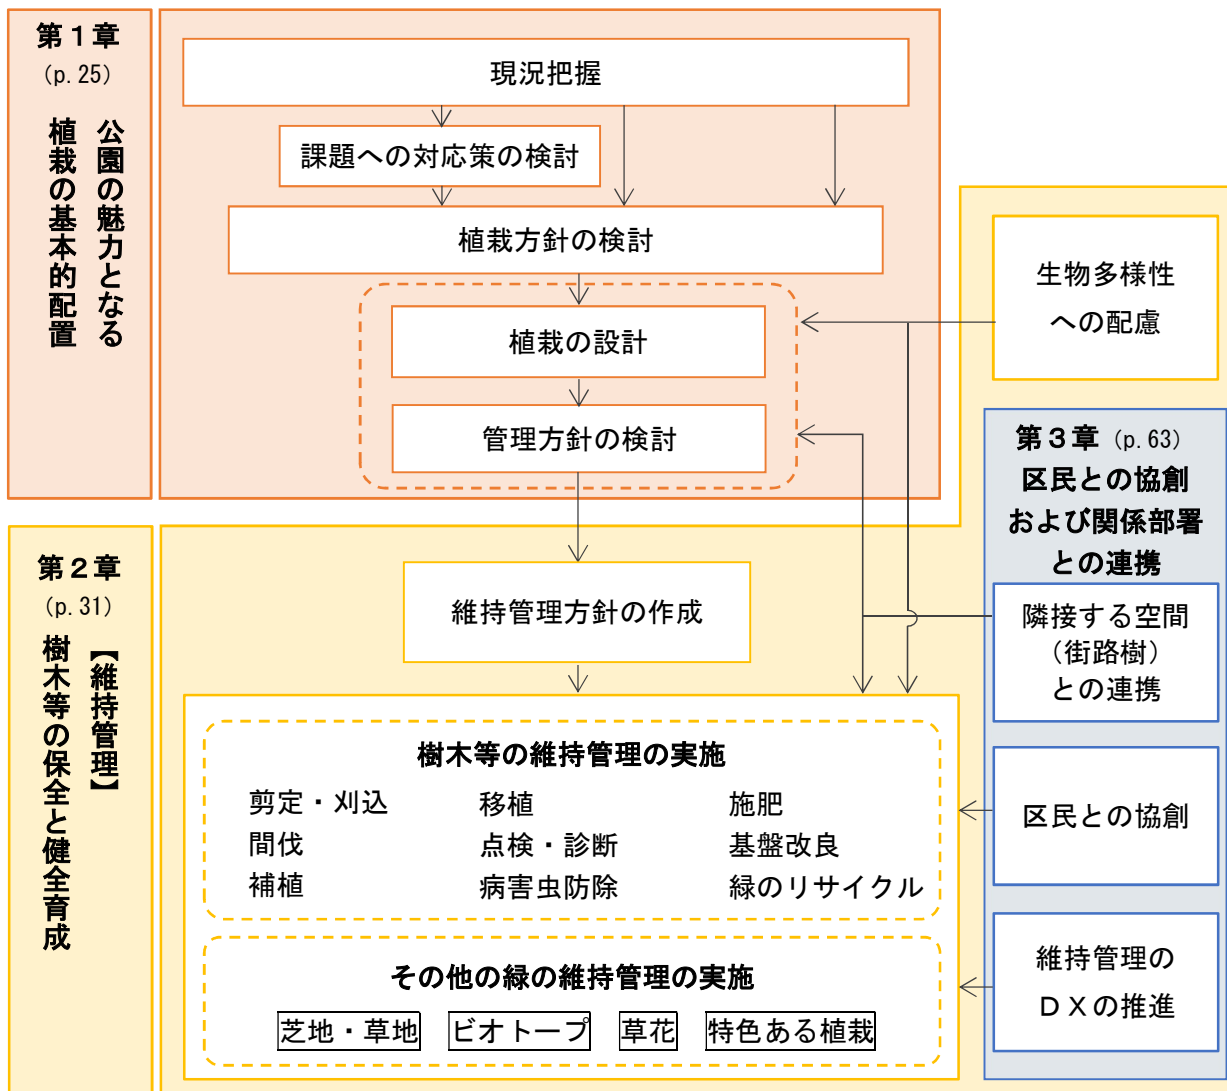 第１章
（p. 25）
公園の魅力となる
植栽の基本的配置
現況把握
課題への対応策の検討
植栽方針の検討
植栽の設計
管理方針の検討
生物多様性
への配慮
第２章
（p. 31）
【維持管理】
樹木等の保全と健全育成
維持管理方針の作成
樹木等の維持管理の実施
剪定・刈込
移植
施肥
間伐
点検・診断
基盤改良
補植
病害虫防除
緑のリサイクル
その他の緑の維持管理の実施
芝地・草地
ビオトープ
草花
特色ある植栽
第３章（p. 63）
区民との協創
および関係部署
との連携
隣接する空間
（街路樹）
との連携
区民との協創
維持管理の
ＤＸの推進